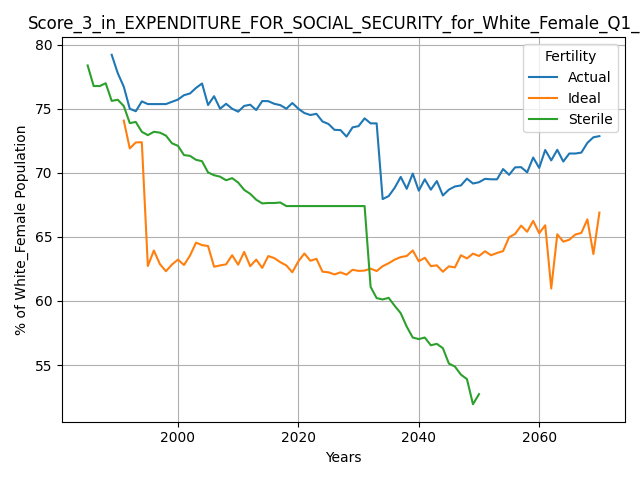 Score_3_in_EXPENDITURE_FOR_SOCIAL_SECURITY_for_White_Female_Q1_
Fertility
Actual
Ideal
Sterile
% of White_Female Population
80
75
70
65
60
55
2000
2020
2040
2060
Years